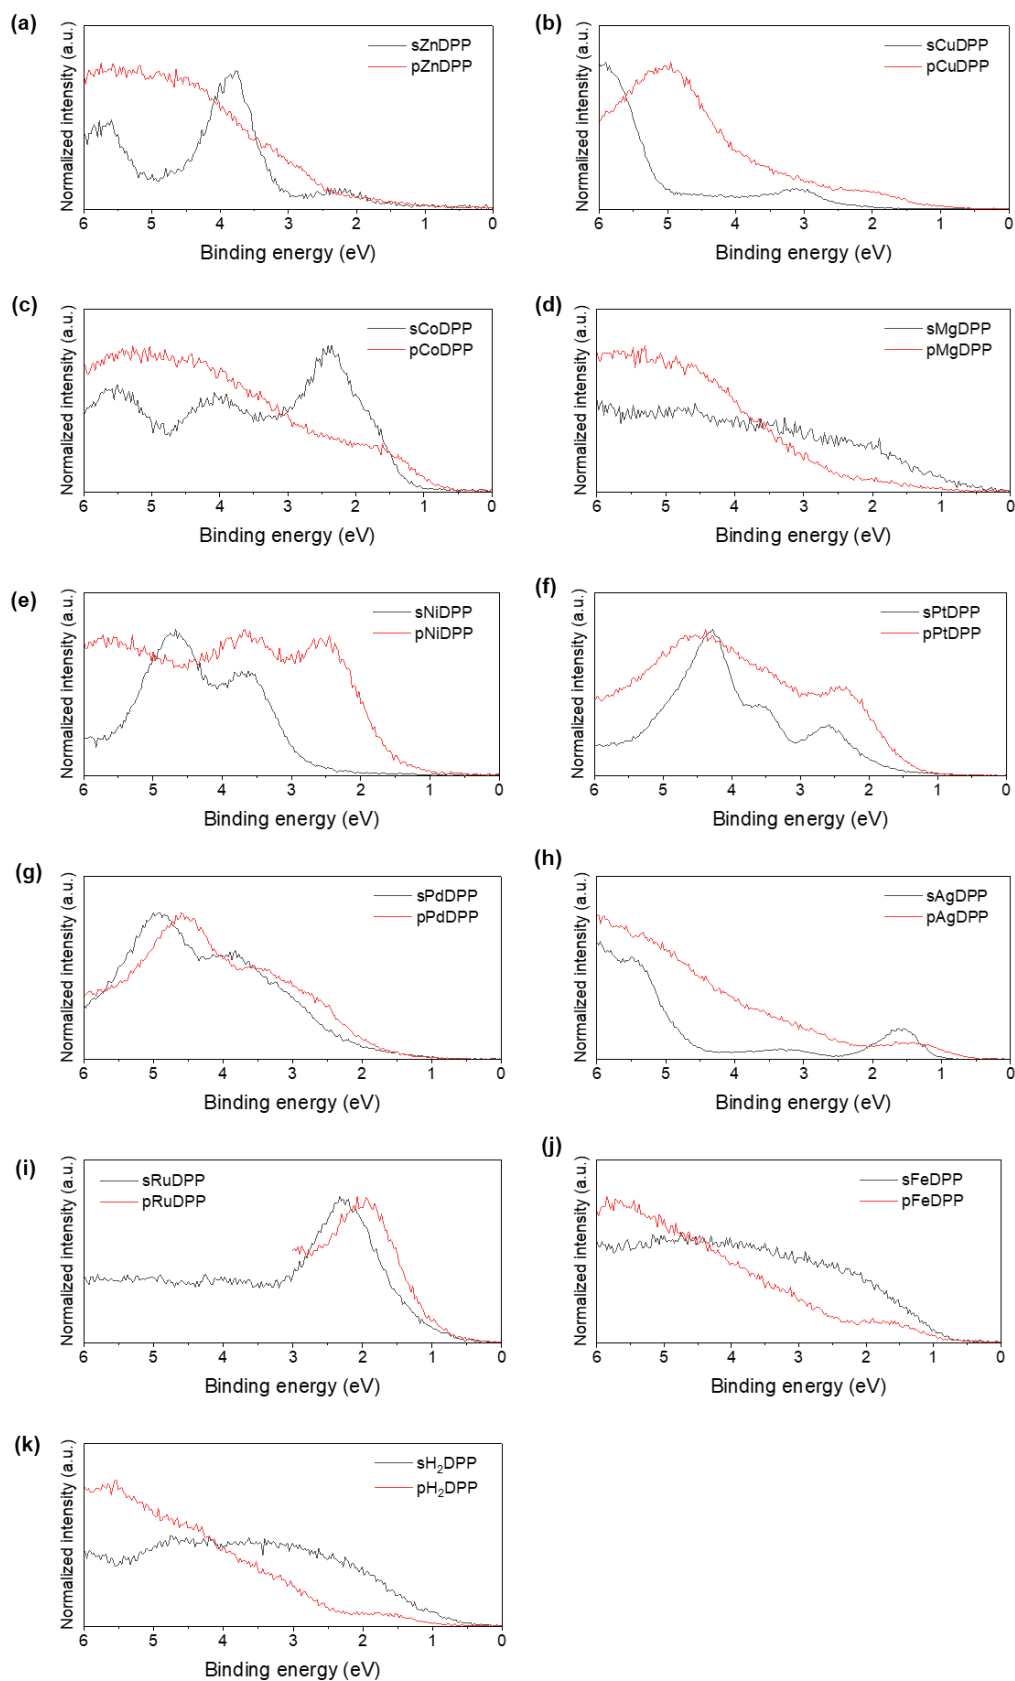 (a)
Normalized intensity (a.u.)
sZnDPP
pZnDPP
6 5 4 3 2 1 0
Binding energy (eV)
(b)
Normalized intensity (a.u.)
sCuDPP
pCuDPP
6 5 4 3 2 1 0
Binding energy (eV)
(c)
Normalized intensity (a.u.)
sCoDPP
pCoDPP
6 5 4 3 2 1 0
Binding energy (eV)
(d)
Normalized intensity (a.u.)
sMgDPP
pMgDPP
6 5 4 3 2 1 0
Binding energy (eV)
(e)
Normalized intensity (a.u.)
sNiDPP
pNiDPP
6 5 4 3 2 1 0
Binding energy (eV)
(f)
Normalized intensity (a.u.)
sPtDPP
pPtDPP
6 5 4 3 2 1 0
Binding energy (eV)
(g)
Normalized intensity (a.u.)
sPdDPP
pPdDPP
6 5 4 3 2 1 0
Binding energy (eV)
(h)
Normalized intensity (a.u.)
sAgDPP
pAgDPP
6 5 4 3 2 1 0
Binding energy (eV)
(i)
Normalized intensity (a.u.)
sRuDPP
pRuDPP
6 5 4 3 2 1 0
Binding energy (eV)
(j)
Normalized intensity (a.u.)
sFeDPP
pFeDPP
6 5 4 3 2 1 0
Binding energy (eV)
(k)
Normalized intensity (a.u.)
sH₂DPP
pH₂DPP
6 5 4 3 2 1 0
Binding energy (eV)